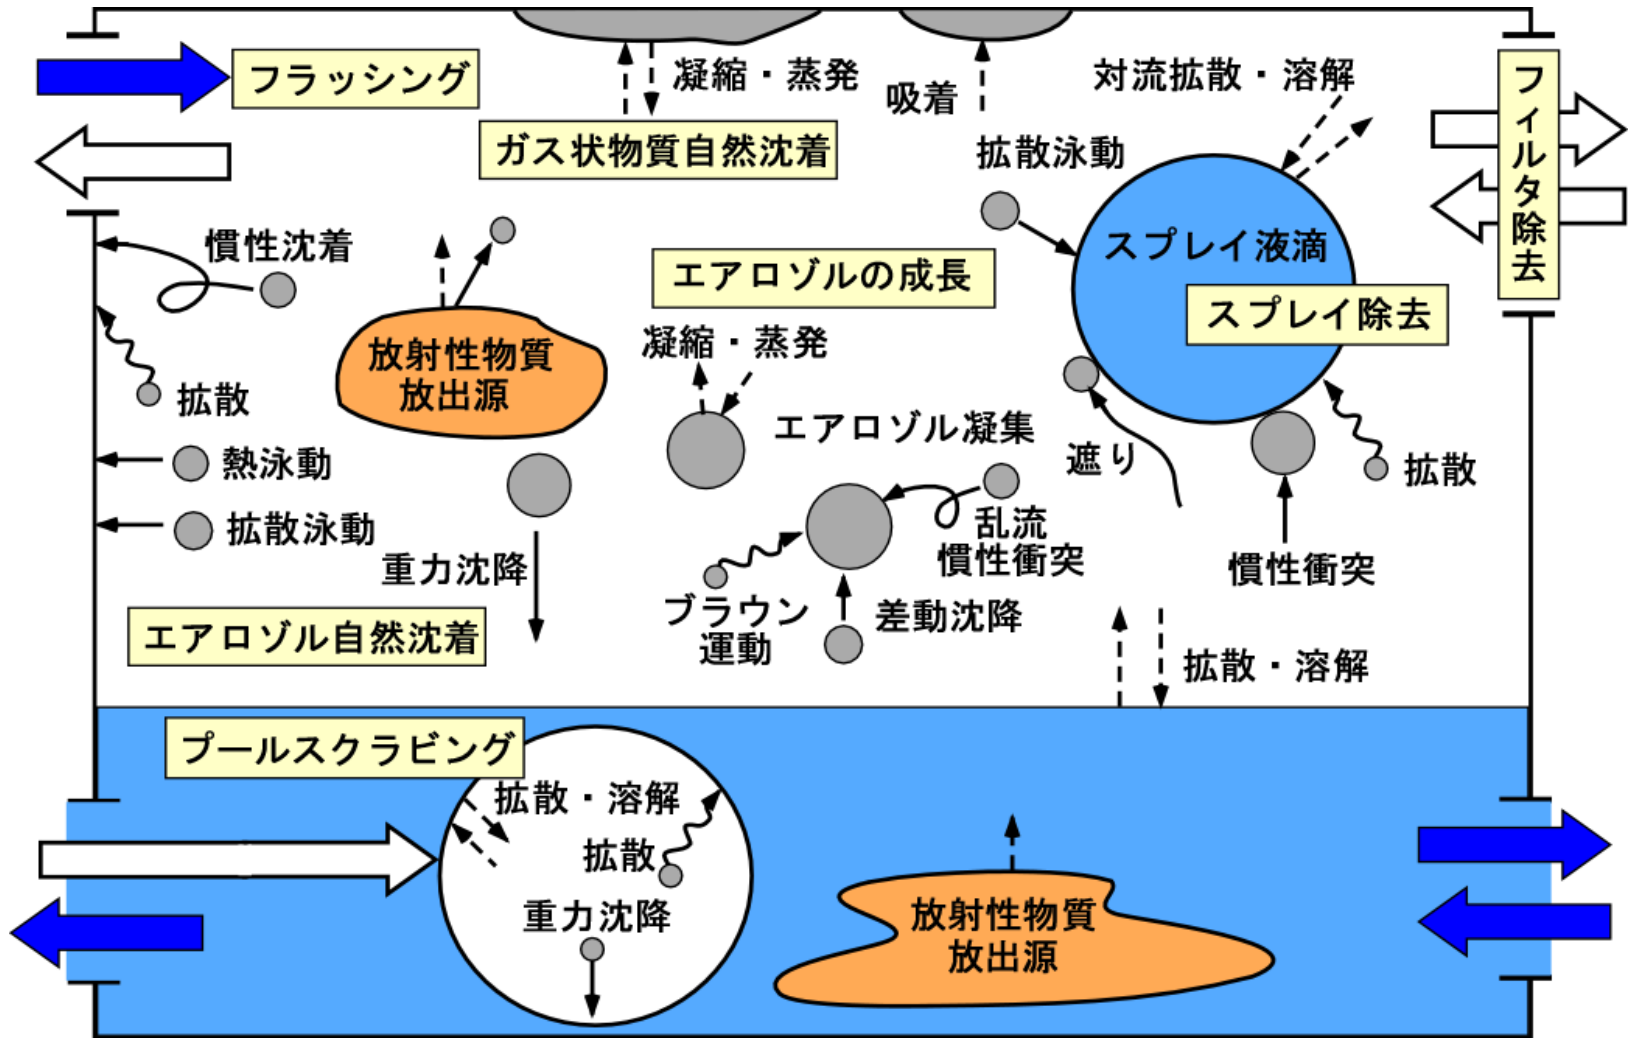 フラッシング
凝縮・蒸発
吸着
対流拡散・溶解
フィルタ除去
ガス状物質自然沈着
拡散泳動
慣性沈着
スプレイ液滴
エアロゾルの成長
スプレイ除去
凝縮・蒸発
放射性物質
放出源
拡散
エアロゾル凝集
遮り
拡散
熱泳動
拡散泳動
乱流
慣性衝突
重力沈降
慣性衝突
ブラウン
運動
差動沈降
エアロゾル自然沈着
拡散・溶解
プールスクラビング
拡散・溶解
拡散
重力沈降
放射性物質
放出源